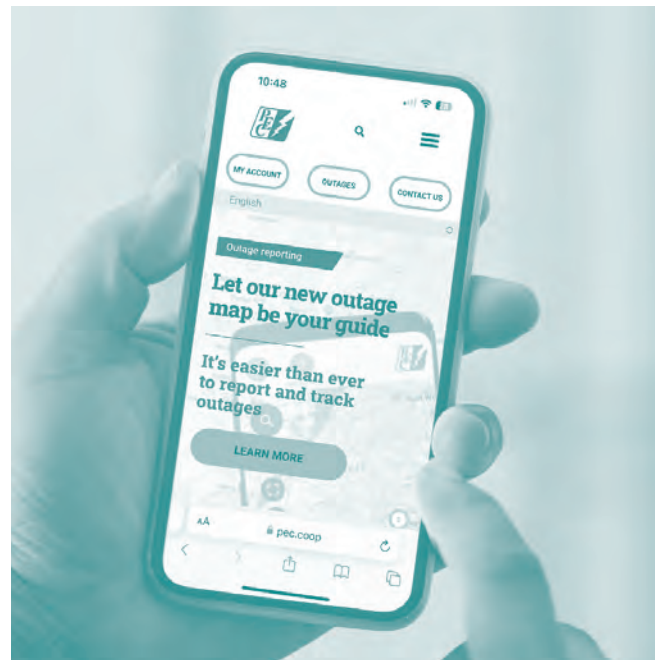 10:48
PEC
MY ACCOUNT
OUTAGES
CONTACT US
English
Outage reporting
Let our new outage
map be your guide
It's easier than ever
to report and track
outages
LEARN MORE
AA
pec.coop